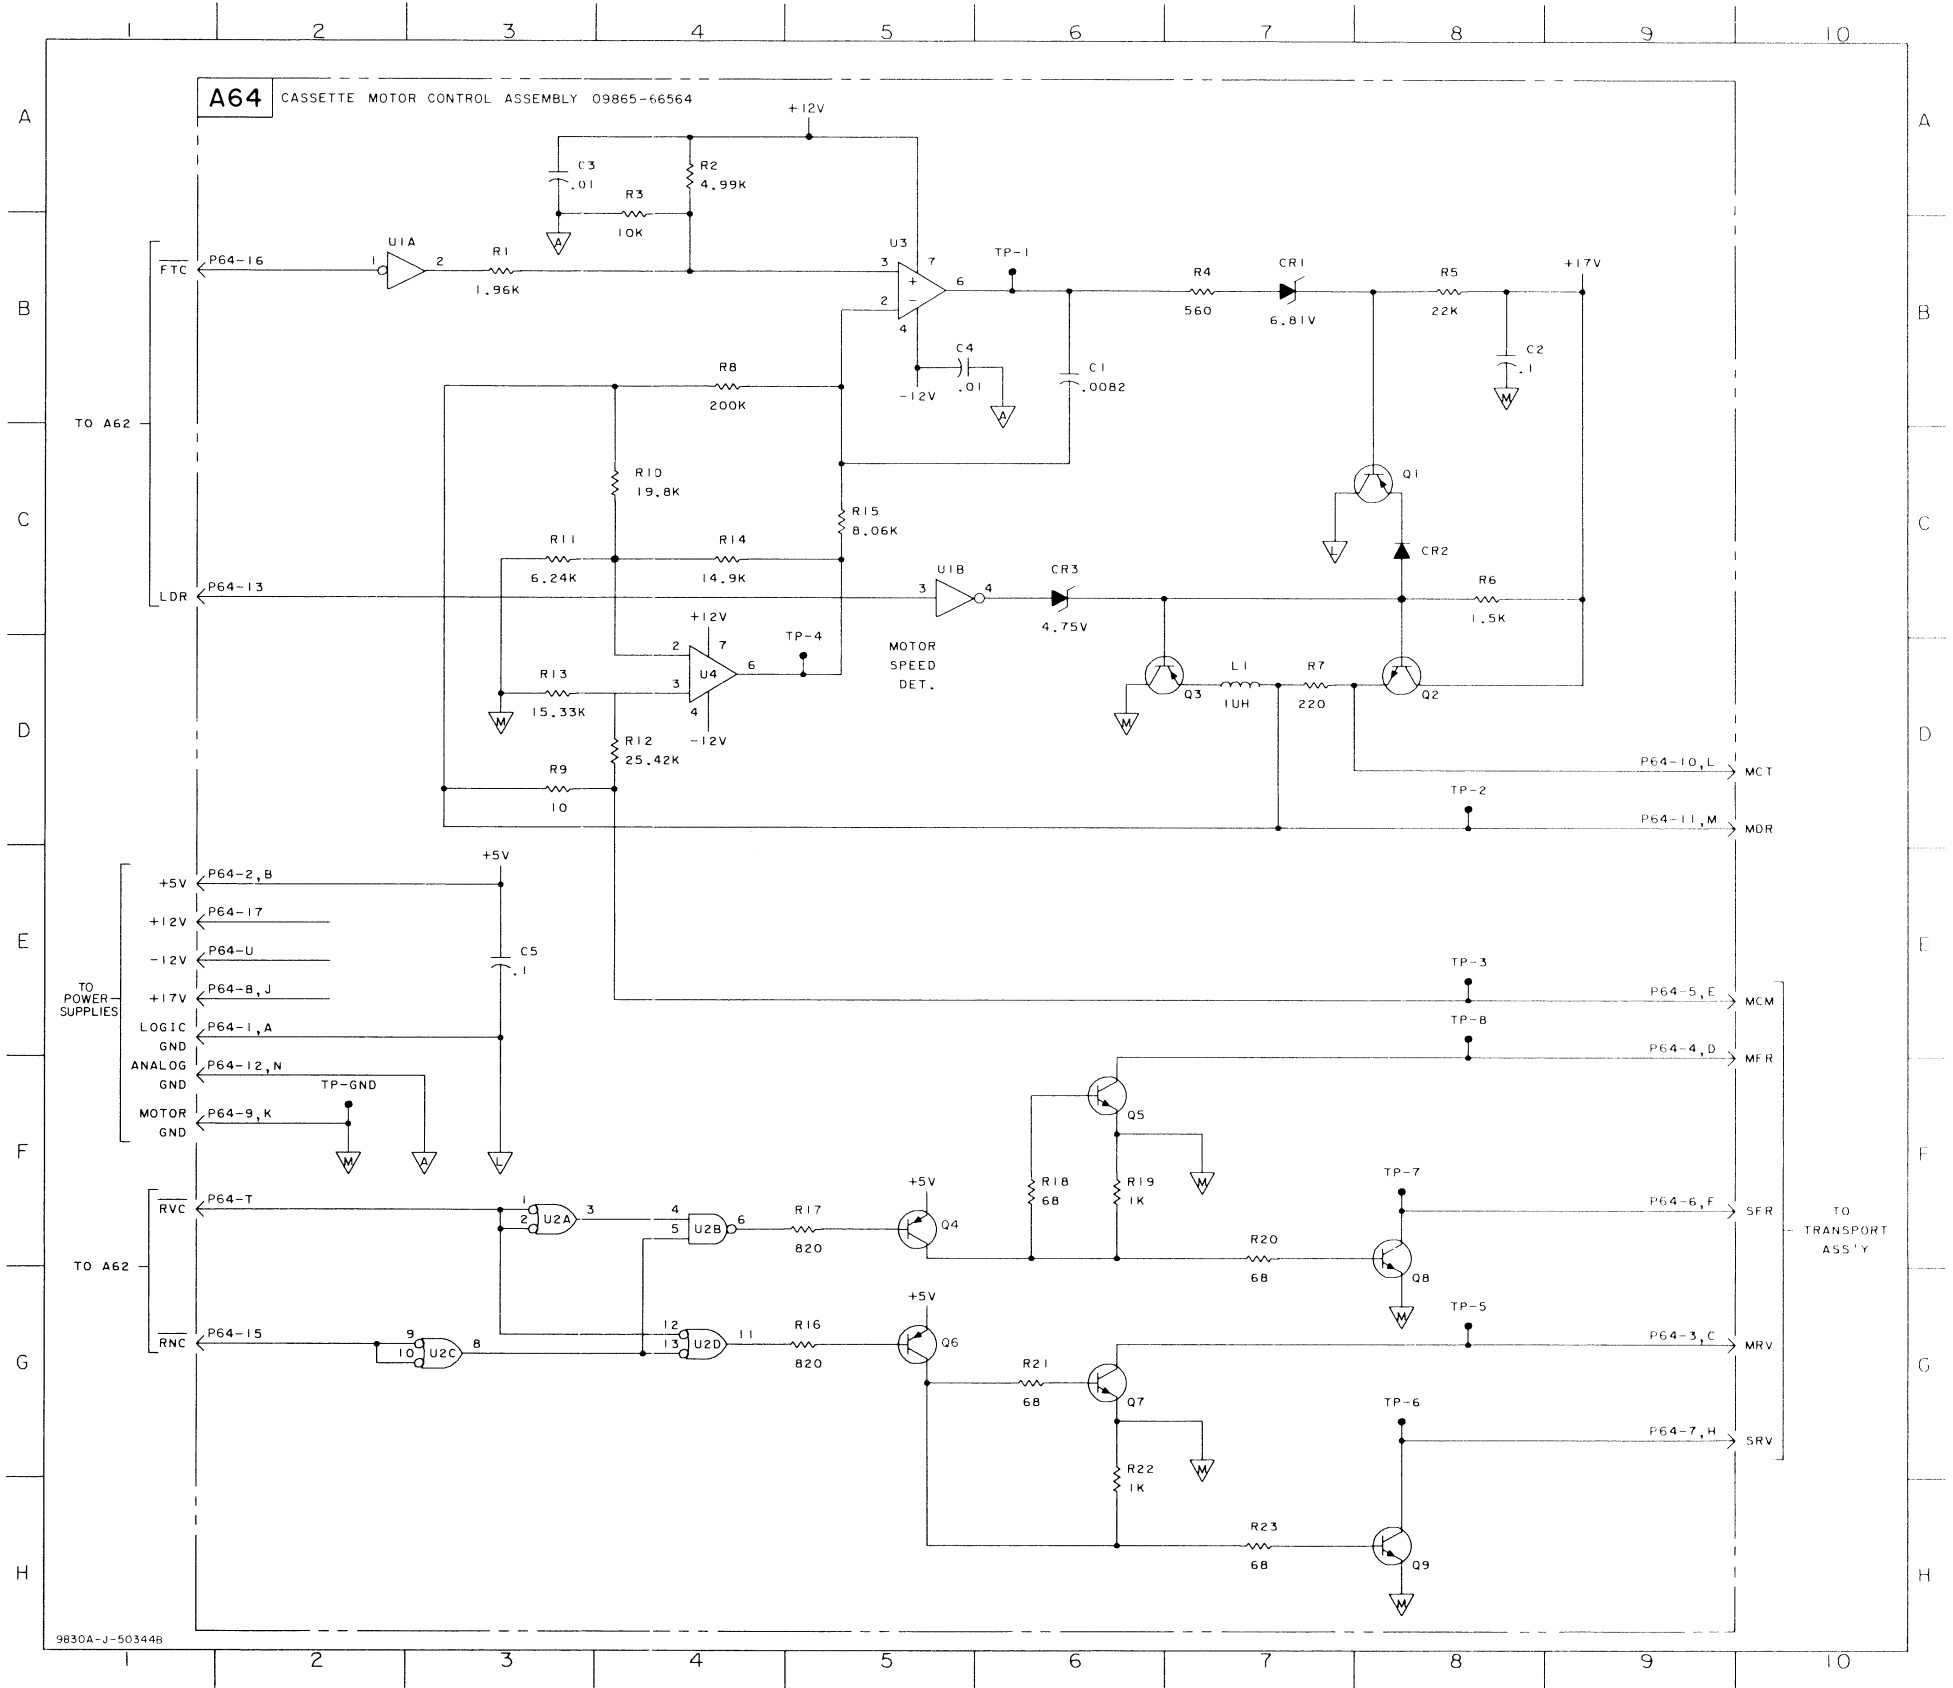 1 2 3 4 5 6 7 8 9 10
A64 CASSETTE MOTOR CONTROL ASSEMBLY 09865-66564
A
A
+12V
C3
.01
R2
4.99K
R3
10K
A
U1A
R1
1.96K
1
2
FTC
P64-16
U3
3
7
+
2
-
4
6
TP-1
R4
560
CR1
6.81V
R5
22K
+17V
B
B
C4
.01
-12V
A
C1
.0082
C2
.1
M
R8
200K
TO A62
R10
19.8K
Q1
L
R15
8.06K
C
C
R11
6.24K
R14
14.9K
CR2
LDR
P64-13
U1B
3
4
CR3
4.75V
R6
1.5K
+12V
2
7
U4
3
4
6
-12V
TP-4
MOTOR
SPEED
DET.
R13
15.33K
M
M
Q3
L1
1UH
R7
220
Q2
D
D
R12
25.42K
R9
10
P64-10,L
MCT
TP-2
P64-11,M
MDR
+5V
+5V
P64-2,B
+12V
P64-17
-12V
P64-U
C5
.1
E
E
TO
POWER
SUPPLIES
+17V
P64-8,J
LOGIC
GND
P64-1,A
TP-3
P64-5,E
MCM
TP-8
P64-4,D
MFR
ANALOG
GND
P64-12,N
TP-GND
MOTOR
GND
P64-9,K
M
A
L
Q5
F
F
M
R18
68
R19
1K
TP-7
P64-6,F
SFR
RVC
P64-T
1
2
U2A
3
4
5
U2B
6
R17
820
+5V
Q4
R20
68
Q8
M
TO
TRANSPORT
ASS'Y
TO A62
RNC
P64-15
9
10
U2C
8
12
13
U2D
11
R16
820
+5V
Q6
TP-5
P64-3,C
MRV
G
G
R21
68
Q7
M
TP-6
P64-7,H
SRV
R22
1K
R23
68
Q9
M
H
H
9830A-J-50344B
1 2 3 4 5 6 7 8 9 10